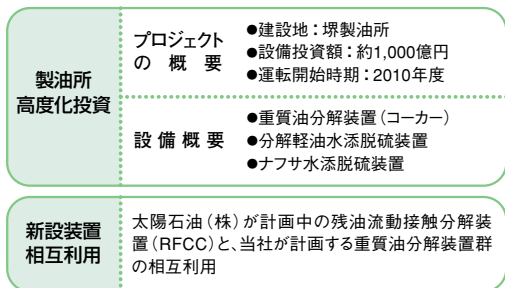 製油所
高度化投資
プロジェクト
の概要
●建設地：堺製油所
●設備投資額：約1,000億円
●運転開始時期：2010年度
設備概要
●重質油分解装置（コーカー）
●分解軽油水添脱硫装置
●ナフサ水添脱硫装置
新設装置
相互利用
太陽石油（株）が計画中の残油流動接触分解装
置（RFCC）と、当社が計画する重質油分解装置群
の相互利用